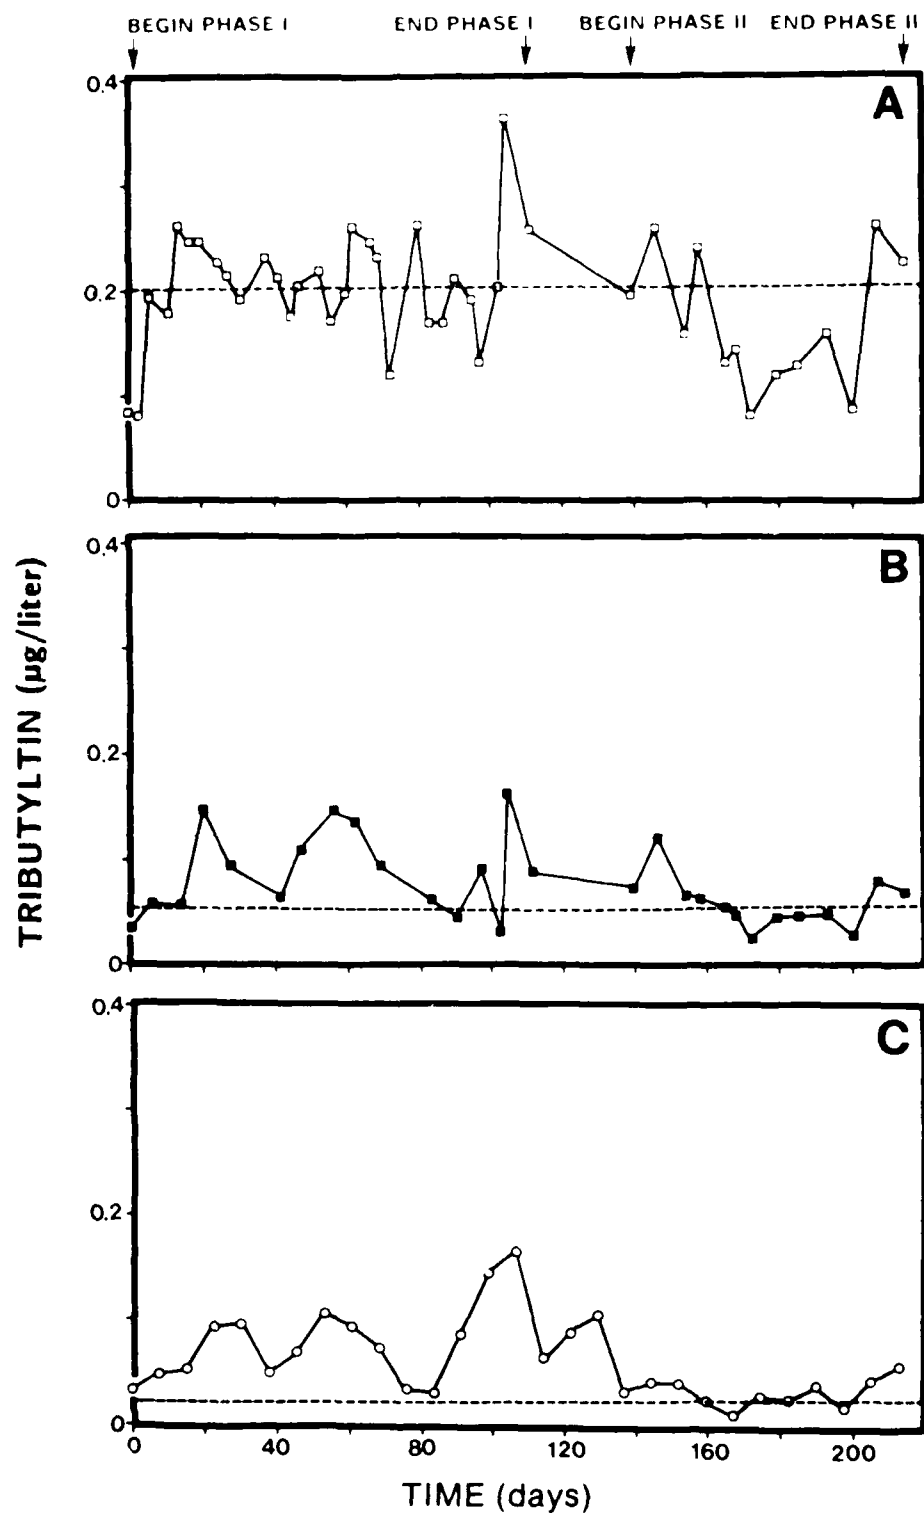 BEGIN PHASE I END PHASE I BEGIN PHASE II END PHASE II
0.4
A
0.2
0
0.4
B
0.2
0
0.4
C
0.2
0
0 40 80 120 160 200
TIME (days)
TRIBUTYLTIN (µg/liter)